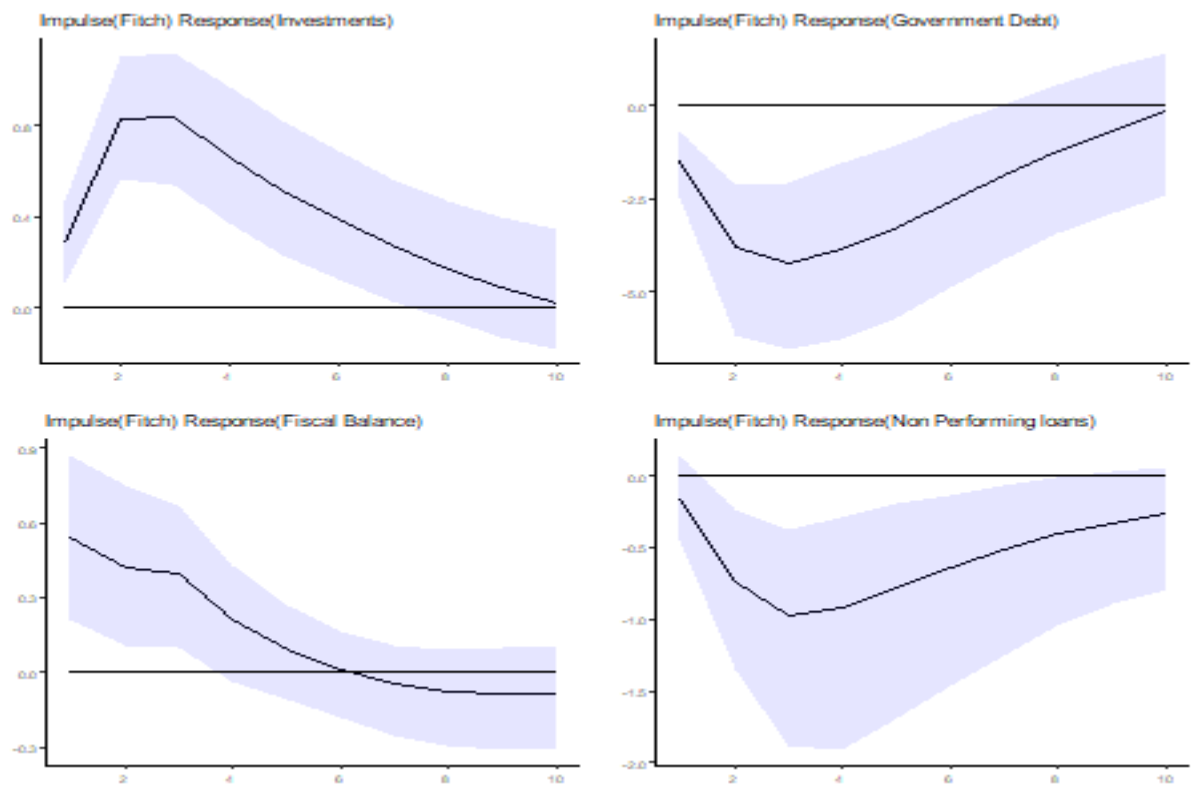 Impulse(Fitch) Response(Investments)
0.8
0.4
0.0
2 4 6 8 10
Impulse(Fitch) Response(Government Debt)
0.0
-2.5
-5.0
2 4 6 8 10
Impulse(Fitch) Response(Fiscal Balance)
0.9
0.6
0.3
0.0
-0.3
2 4 6 8 10
Impulse(Fitch) Response(Non Performing loans)
0.0
-0.5
-1.0
-1.5
-2.0
2 4 6 8 10